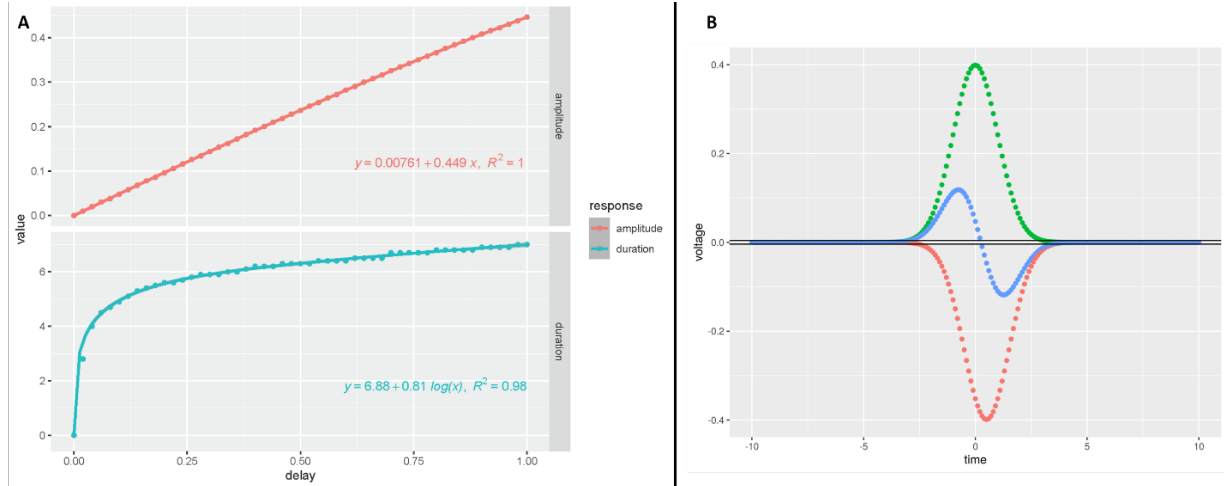 A
value
0.4
0.3
0.2
0.1
0.0
amplitude
y = 0.00761 + 0.449 x, R² = 1
6
4
2
0
duration
y = 6.88 + 0.81 log(x), R² = 0.98
0.00
0.25
0.50
0.75
1.00
delay
response
amplitude
duration
B
voltage
0.4
0.2
0.0
-0.2
-0.4
-10
-5
0
5
10
time